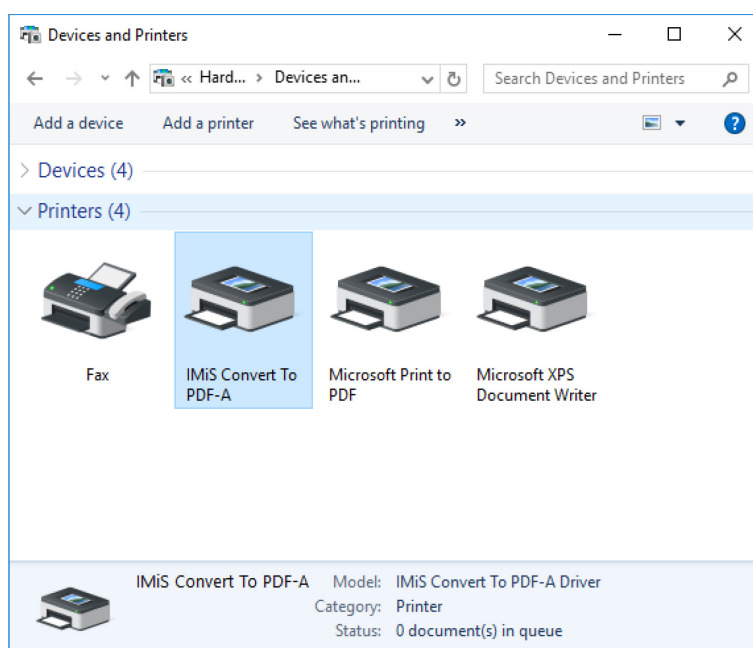 Devices and Printers
« Hard... > Devices an... Search Devices and Printers
Add a device Add a printer See what's printing » ?
Devices (4)
Printers (4)
Fax IMiS Convert To PDF-A Microsoft Print to PDF Microsoft XPS Document Writer
IMiS Convert To PDF-A Model: IMiS Convert To PDF-A Driver
Category: Printer
Status: 0 document(s) in queue